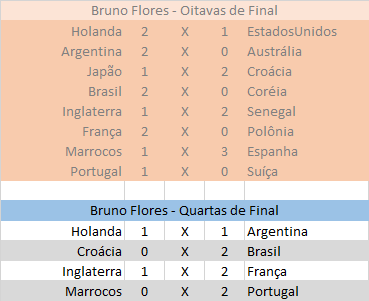 Bruno Flores - Oitavas de Final
Holanda 2 X 1 EstadosUnidos
Argentina 2 X 0 Austrália
Japão 1 X 2 Croácia
Brasil 2 X 0 Coréia
Inglaterra 1 X 2 Senegal
França 2 X 0 Polônia
Marrocos 1 X 3 Espanha
Portugal 1 X 0 Suíça
Bruno Flores - Quartas de Final
Holanda 1 X 1 Argentina
Croácia 0 X 2 Brasil
Inglaterra 1 X 2 França
Marrocos 0 X 2 Portugal